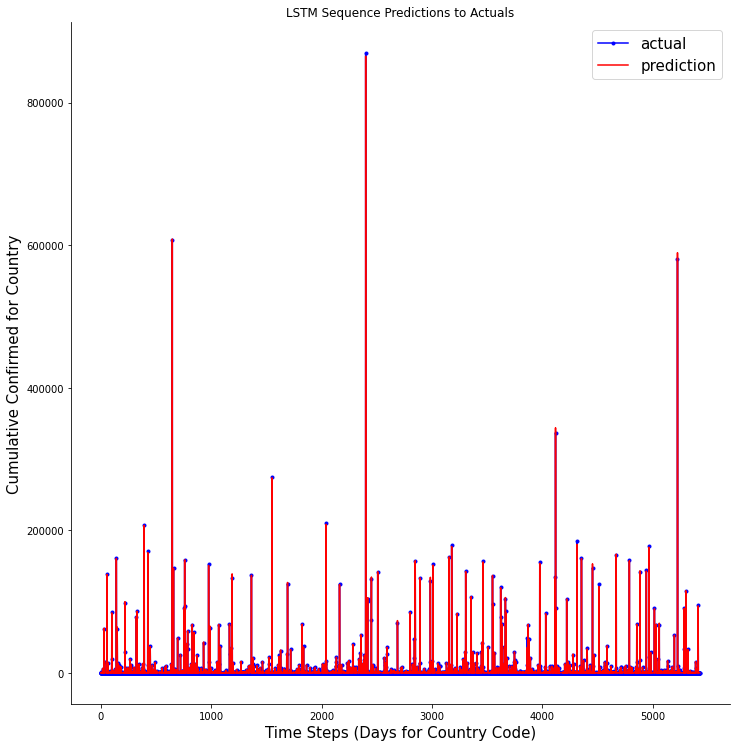 LSTM Sequence Predictions to Actuals
actual
prediction
800000
600000
400000
200000
0
Cumulative Confirmed for Country
0 1000 2000 3000 4000 5000
Time Steps (Days for Country Code)